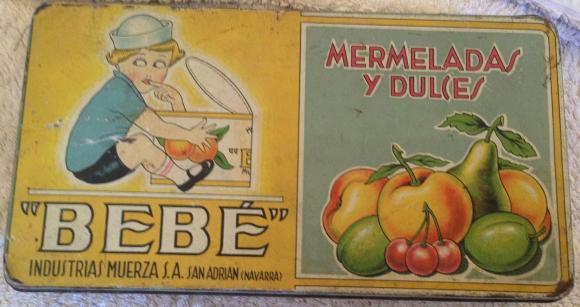 "BEBÉ"
INDUSTRIAS MUERZA S.A. SAN ADRIAN (NAVARRA)
MERMELADAS
Y DULCES